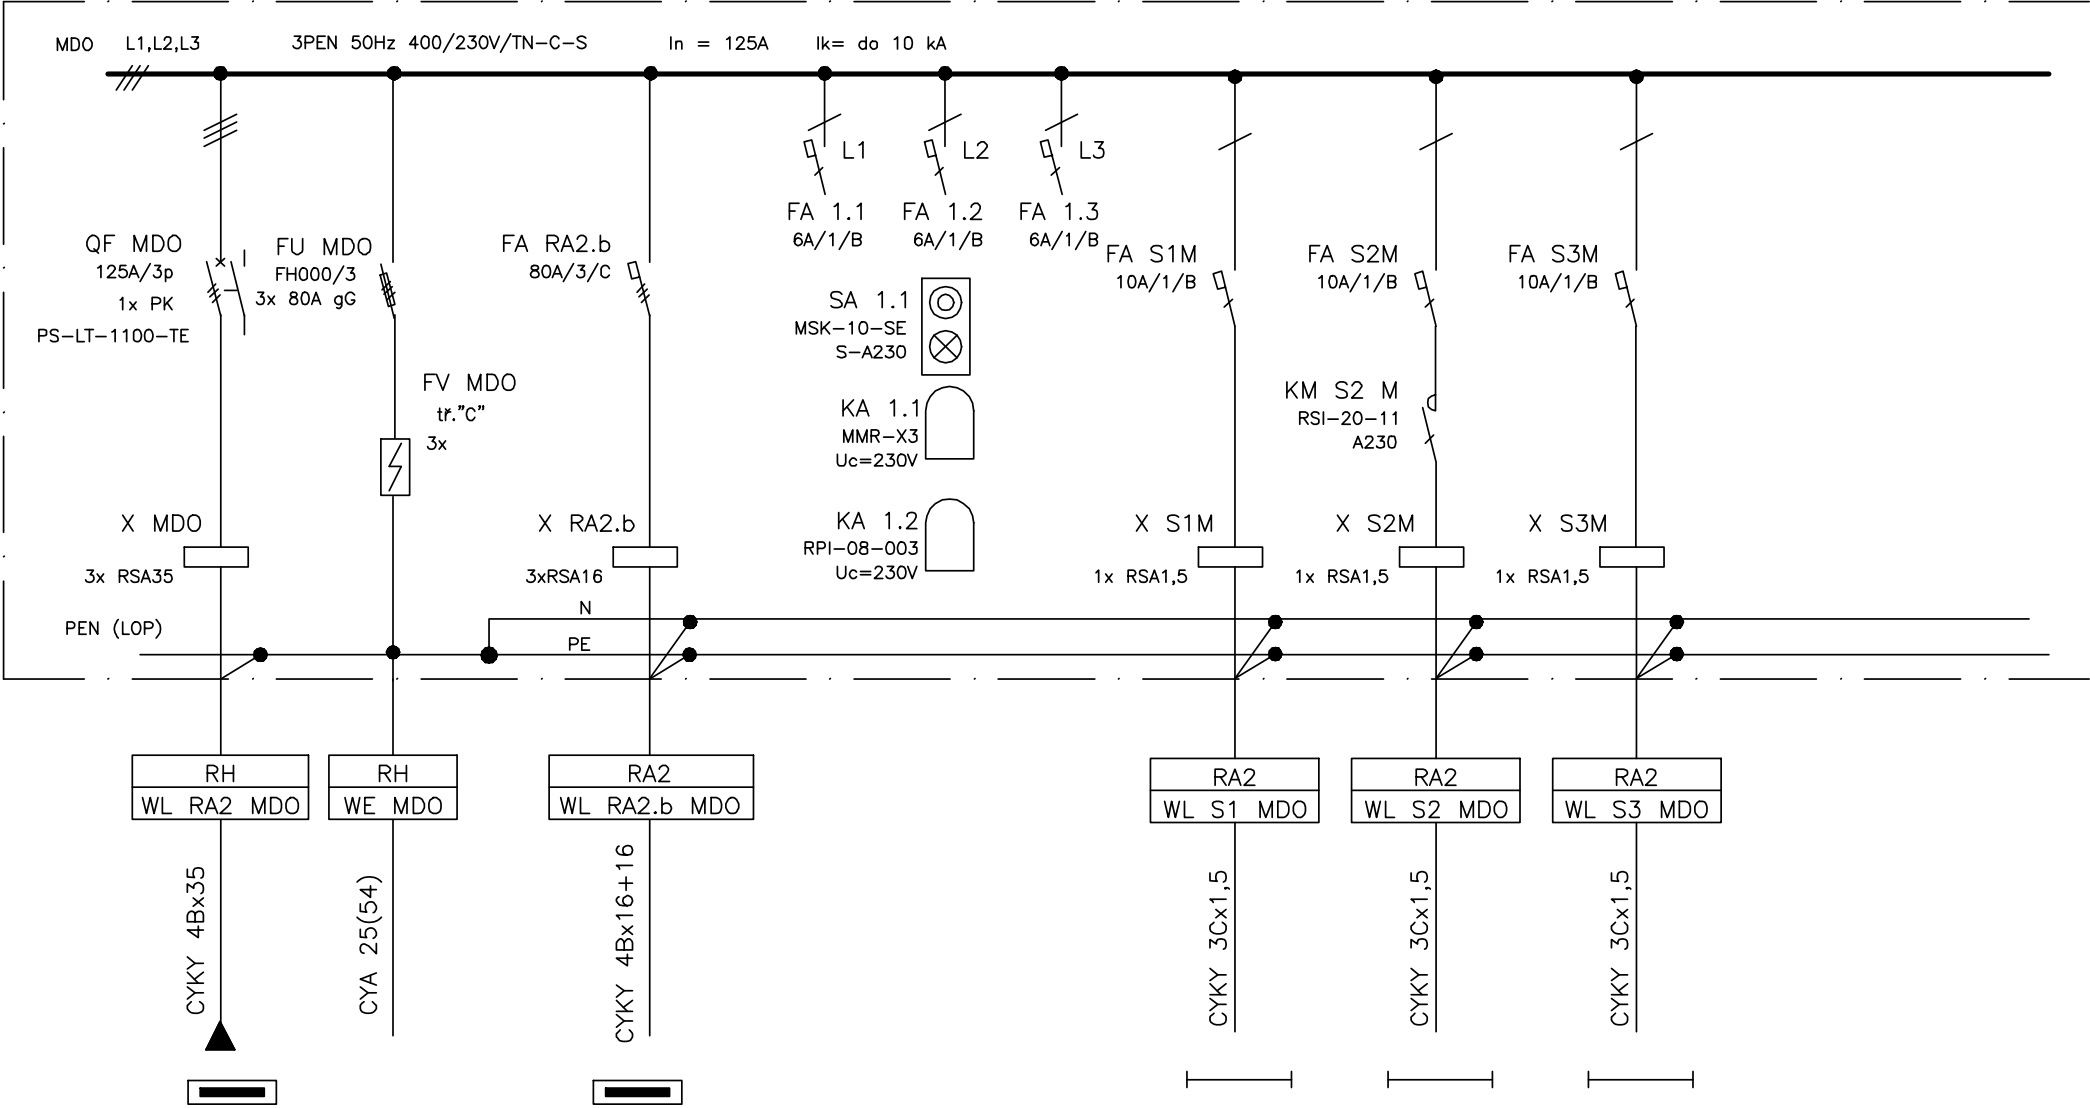 MDO L1,L2,L3 3PEN 50Hz 400/230V/TN-C-S In = 125A Ik= do 10 kA
QF MDO
125A/3p
1x PK
PS-LT-1100-TE
FU MDO
FH000/3
3x 80A gG
FV MDO
tř."C"
3x
FA RA2.b
80A/3/C
L1
FA 1.1
6A/1/B
L2
FA 1.2
6A/1/B
L3
FA 1.3
6A/1/B
SA 1.1
MSK-10-SE
S-A230
KA 1.1
MMR-X3
Uc=230V
KA 1.2
RPI-08-003
Uc=230V
FA S1M
10A/1/B
FA S2M
10A/1/B
KM S2 M
RSI-20-11
A230
FA S3M
10A/1/B
X MDO
3x RSA35
X RA2.b
3xRSA16
X S1M
1x RSA1,5
X S2M
1x RSA1,5
X S3M
1x RSA1,5
N
PEN (LOP)
PE
RH
WL RA2 MDO
CYKY 4Bx35
RH
WE MDO
CYA 25(54)
RA2
WL RA2.b MDO
CYKY 4Bx16+16
RA2
WL S1 MDO
CYKY 3Cx1,5
RA2
WL S2 MDO
CYKY 3Cx1,5
RA2
WL S3 MDO
CYKY 3Cx1,5